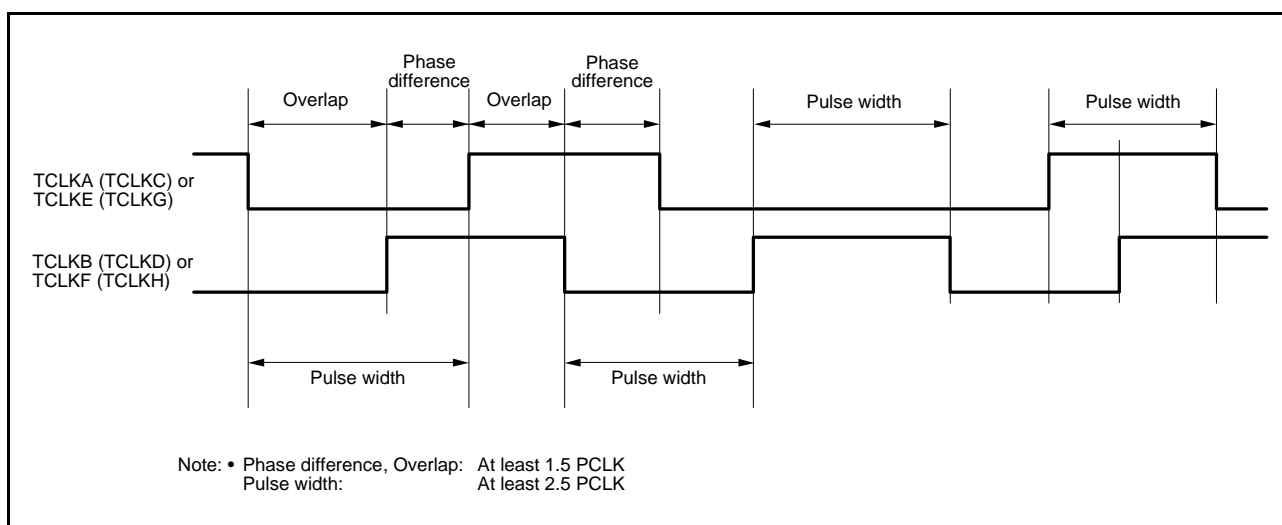 Phase
difference
Phase
difference
Overlap
Overlap
Pulse width
Pulse width
TCLKA (TCLKC) or
TCLKE (TCLKG)
TCLKB (TCLKD) or
TCLKF (TCLKH)
Pulse width
Pulse width
Note: • Phase difference, Overlap: At least 1.5 PCLK
Pulse width: At least 2.5 PCLK